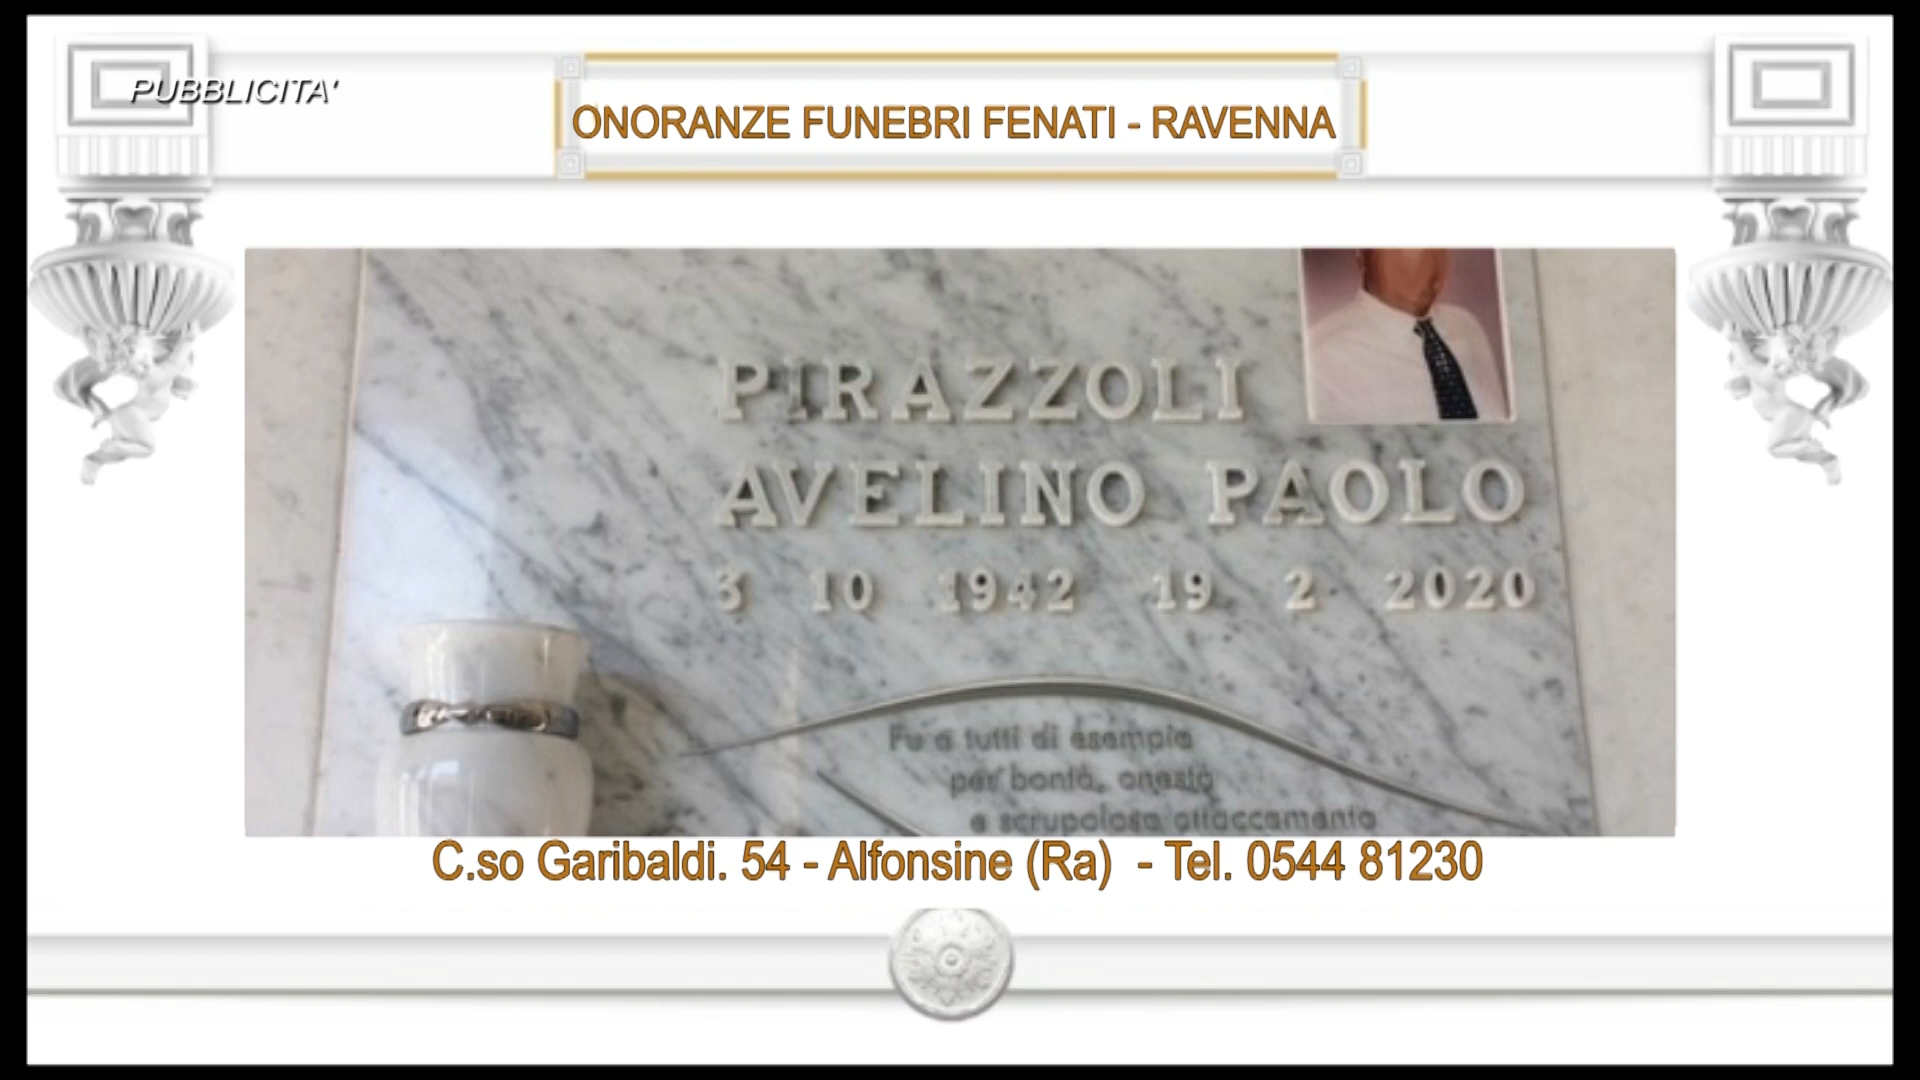 PUBBLICITA'
ONORANZE FUNEBRI FENATI - RAVENNA
PIRAZZOLI
AVELINO PAOLO
3 10 1942 19 2 2020
Fu a tutti di esempio
per bontà, onestà
e scrupoloso attaccamento
C.so Garibaldi. 54 - Alfonsine (Ra) - Tel. 0544 81230